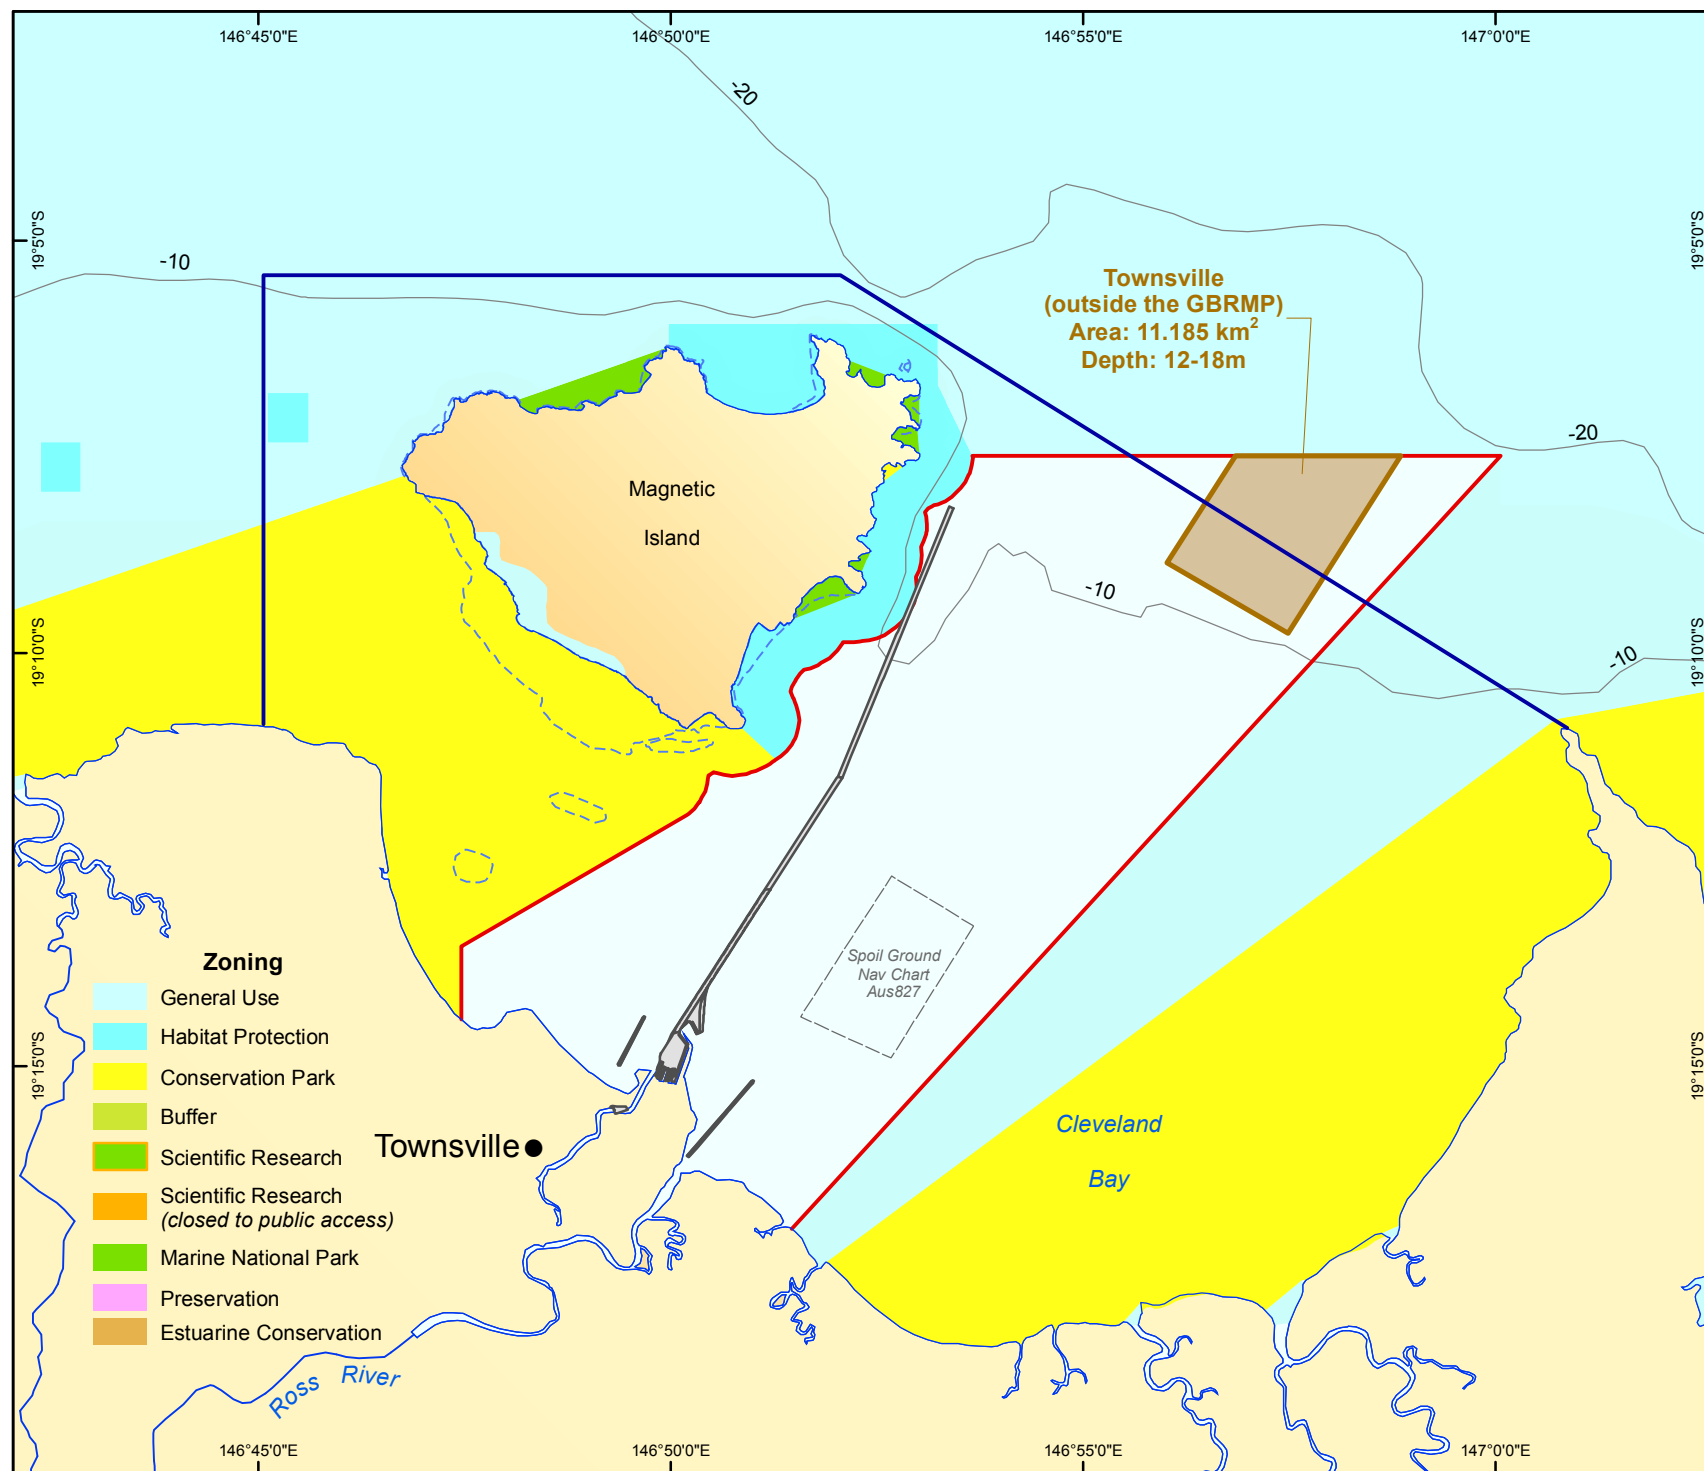 146°45'0"E
146°50'0"E
146°55'0"E
147°0'0"E
-20
19°5'0"S
19°5'0"S
-10
Townsville
(outside the GBRMP)
Area: 11.185 km²
Depth: 12-18m
-20
Magnetic
Island
-10
19°10'0"S
19°10'0"S
-10
Spoil Ground
Nav Chart
Aus827
Zoning
General Use
Habitat Protection
Conservation Park
Buffer
Scientific Research
Scientific Research
(closed to public access)
Marine National Park
Preservation
Estuarine Conservation
19°15'0"S
19°15'0"S
Townsville
Cleveland
Bay
Ross River
146°45'0"E
146°50'0"E
146°55'0"E
147°0'0"E